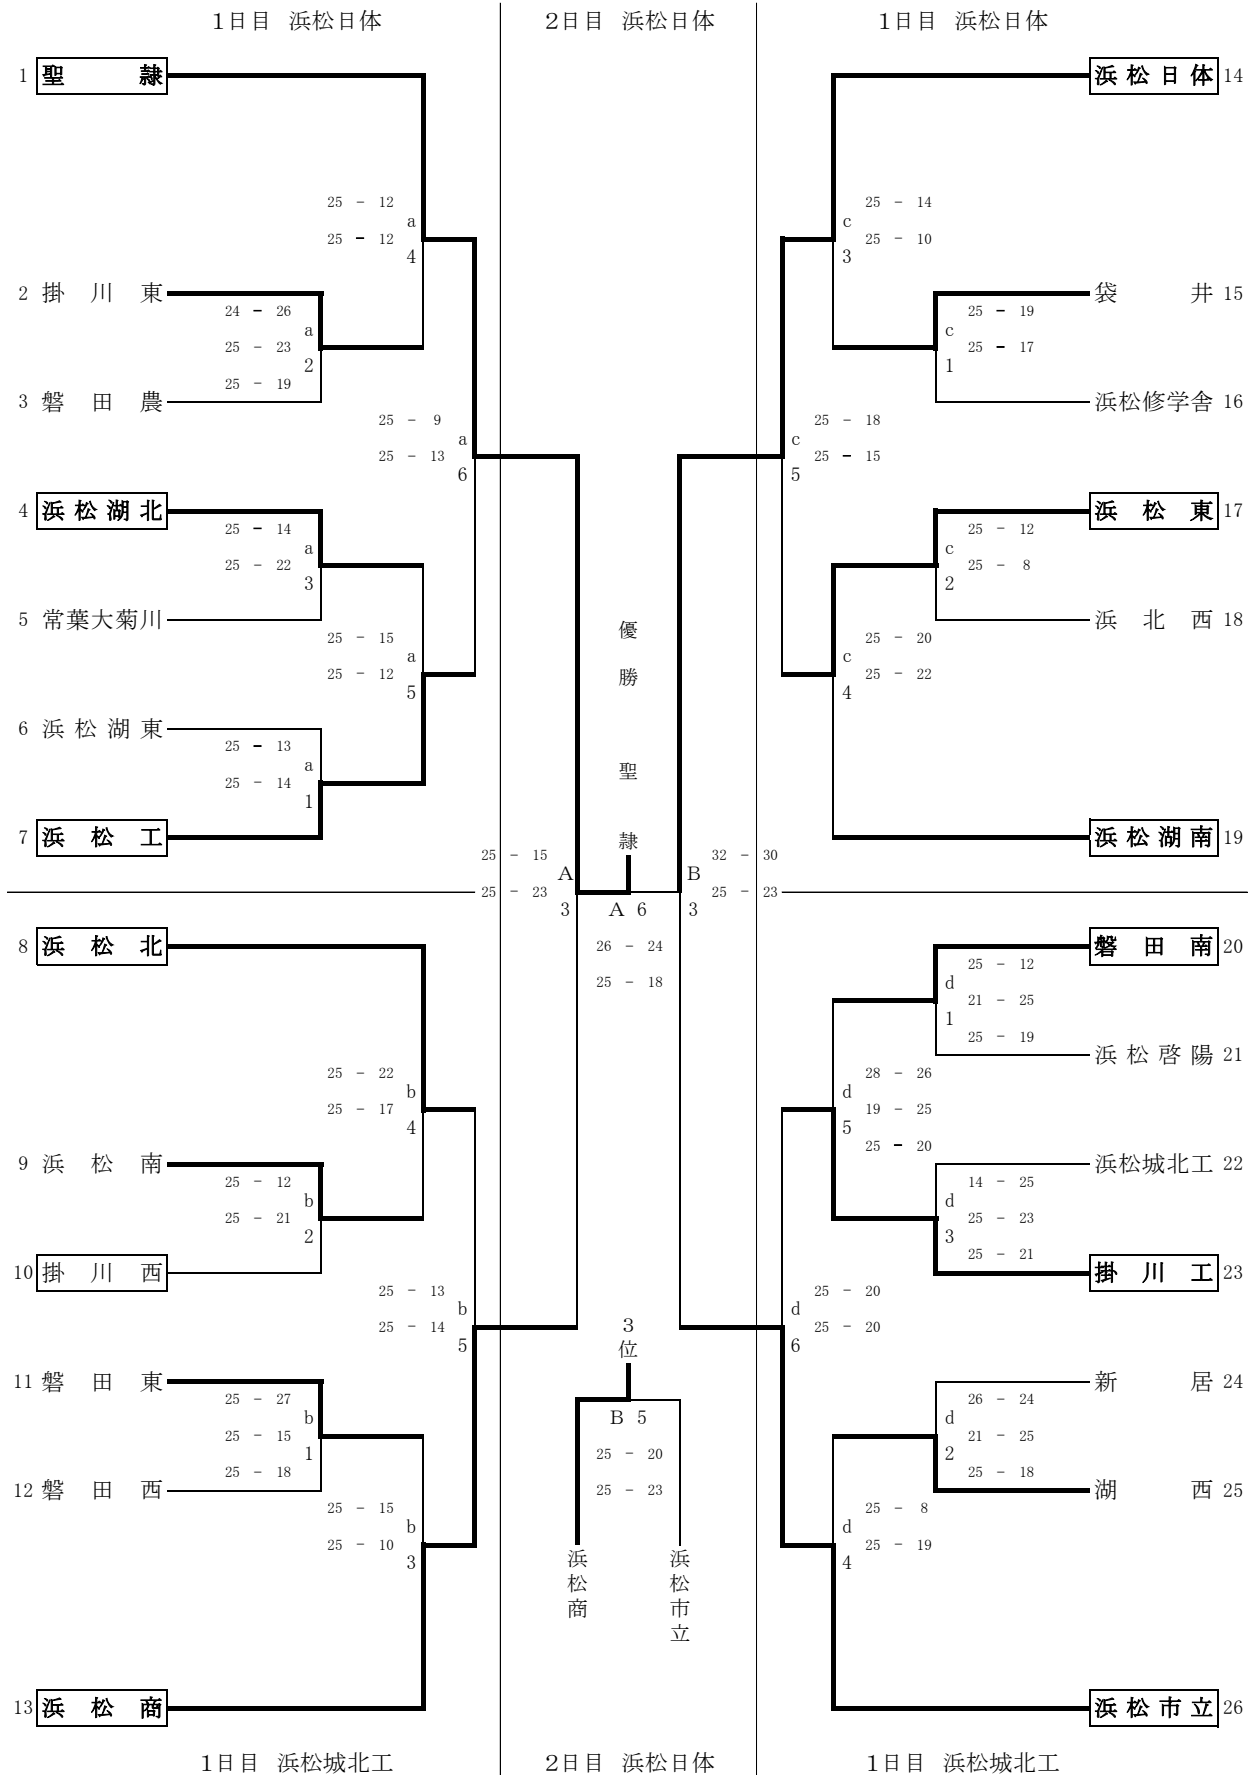 1日目 浜松日体
2日目 浜松日体
1日目 浜松日体
1 聖 隷
25 － 12
a
25 － 12
4
2 掛 川 東
24 － 26
a
25 － 23
2
25 － 19
3 磐 田 農
25 － 9
a
25 － 13
6
4 浜 松 湖 北
25 － 14
a
25 － 22
3
5 常葉大菊川
25 － 15
a
25 － 12
5
6 浜 松 湖 東
25 － 13
a
25 － 14
1
7 浜 松 工
8 浜 松 北
25 － 22
b
25 － 17
4
9 浜 松 南
25 － 12
b
25 － 21
2
10 掛 川 西
25 － 13
b
25 － 14
5
11 磐 田 東
25 － 27
b
25 － 15
1
25 － 18
12 磐 田 西
25 － 15
b
25 － 10
3
13 浜 松 商
優
勝
聖
隷
25 － 15
A
25 － 23
3
32 － 30
B
25 － 23
3
A 6
26 － 24
25 － 18
3
位
B 5
25 － 20
25 － 23
浜松商
浜松市立
浜 松 日 体 14
25 － 14
c
25 － 10
3
袋 井 15
25 － 19
c
25 － 17
1
浜松修学舎 16
25 － 18
c
25 － 15
5
浜 松 東 17
25 － 12
c
25 － 8
2
浜 北 西 18
25 － 20
c
25 － 22
4
浜 松 湖 南 19
磐 田 南 20
25 － 12
d
21 － 25
1
25 － 19
浜 松 啓 陽 21
28 － 26
d
19 － 25
5
25 － 20
浜松城北工 22
14 － 25
d
25 － 23
3
25 － 21
掛 川 工 23
25 － 20
d
25 － 20
6
新 居 24
26 － 24
d
21 － 25
2
25 － 18
湖 西 25
25 － 8
d
25 － 19
4
浜 松 市 立 26
1日目 浜松城北工
2日目 浜松日体
1日目 浜松城北工